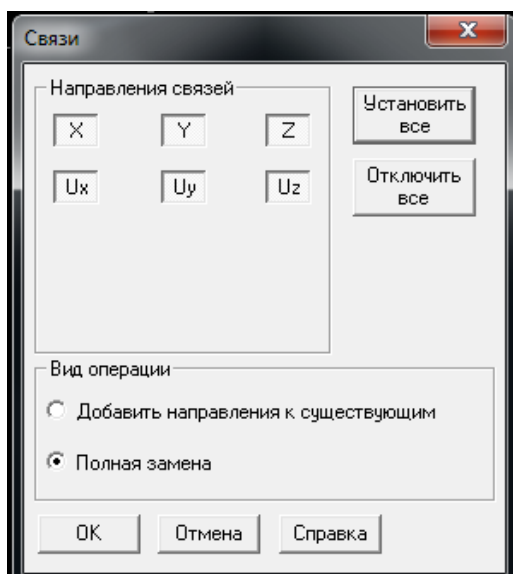 Связи
Направления связей
X Y Z
Ux Uy Uz
Установить
все
Отключить
все
Вид операции
Добавить направления к существующим
Полная замена
OK Отмена Справка